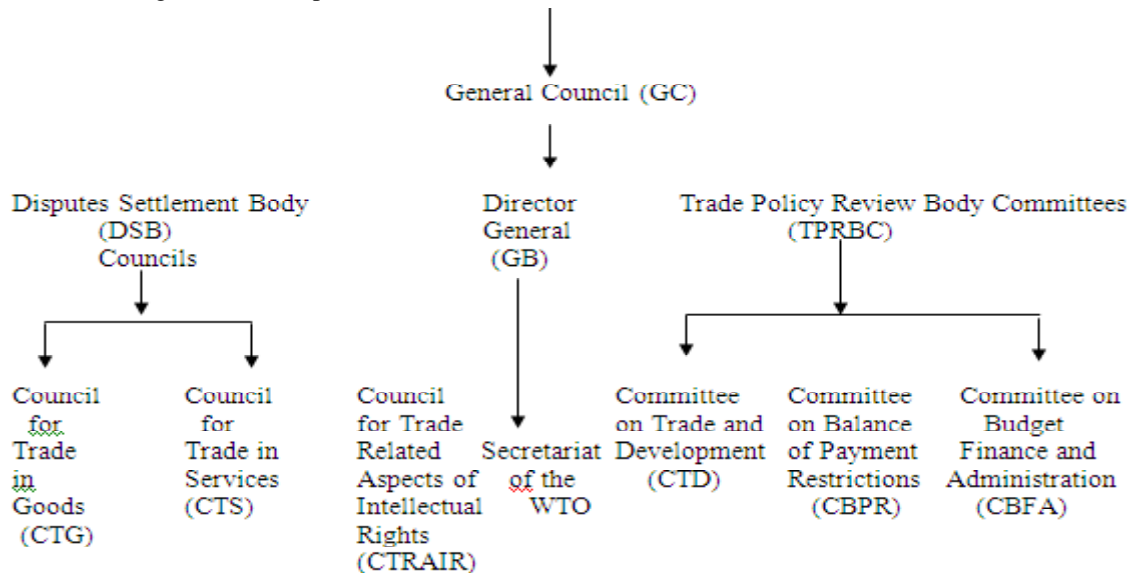 General Council (GC)
Disputes Settlement Body
(DSB)
Councils
Director
General
(GB)
Trade Policy Review Body Committees
(TPRBC)
Council
for
Trade
in
Goods
(CTG)
Council
for
Trade in
Services
(CTS)
Council
for Trade
Related
Aspects of
Intellectual
Rights
(CTRAIR)
Secretariat
of the
WTO
Committee
on Trade and
Development
(CTD)
Committee
on Balance
of Payment
Restrictions
(CBPR)
Committee on
Budget
Finance and
Administration
(CBFA)